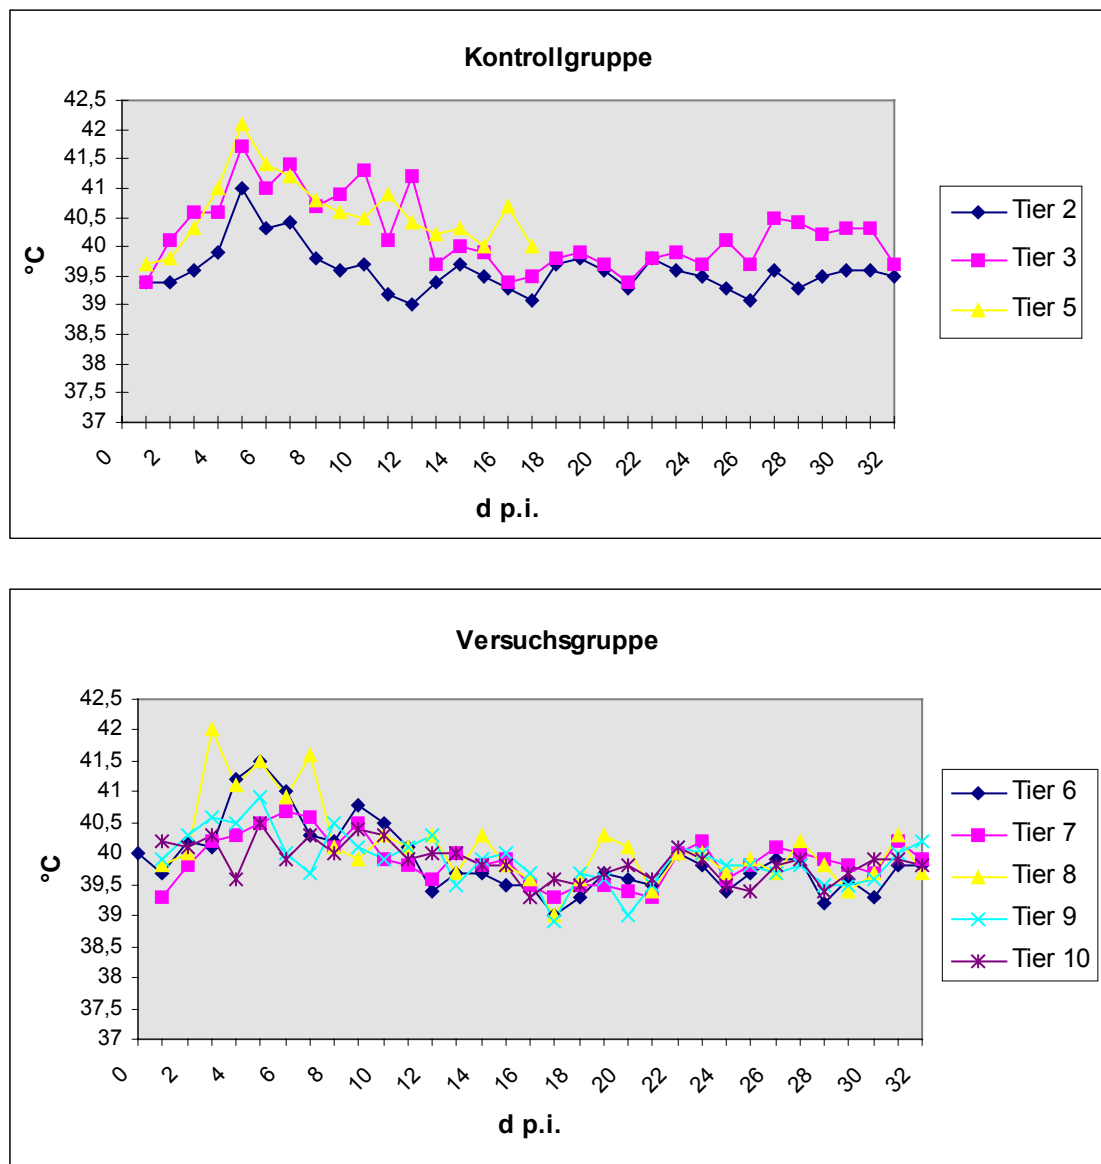 Kontrollgruppe
42,5
42
41,5
41
40,5
40
39,5
39
38,5
38
37,5
37
°C
0 2 4 6 8 10 12 14 16 18 20 22 24 26 28 30 32
d p.i.
Tier 2
Tier 3
Tier 5
Versuchsgruppe
42,5
42
41,5
41
40,5
40
39,5
39
38,5
38
37,5
37
°C
0 2 4 6 8 10 12 14 16 18 20 22 24 26 28 30 32
d p.i.
Tier 6
Tier 7
Tier 8
Tier 9
Tier 10